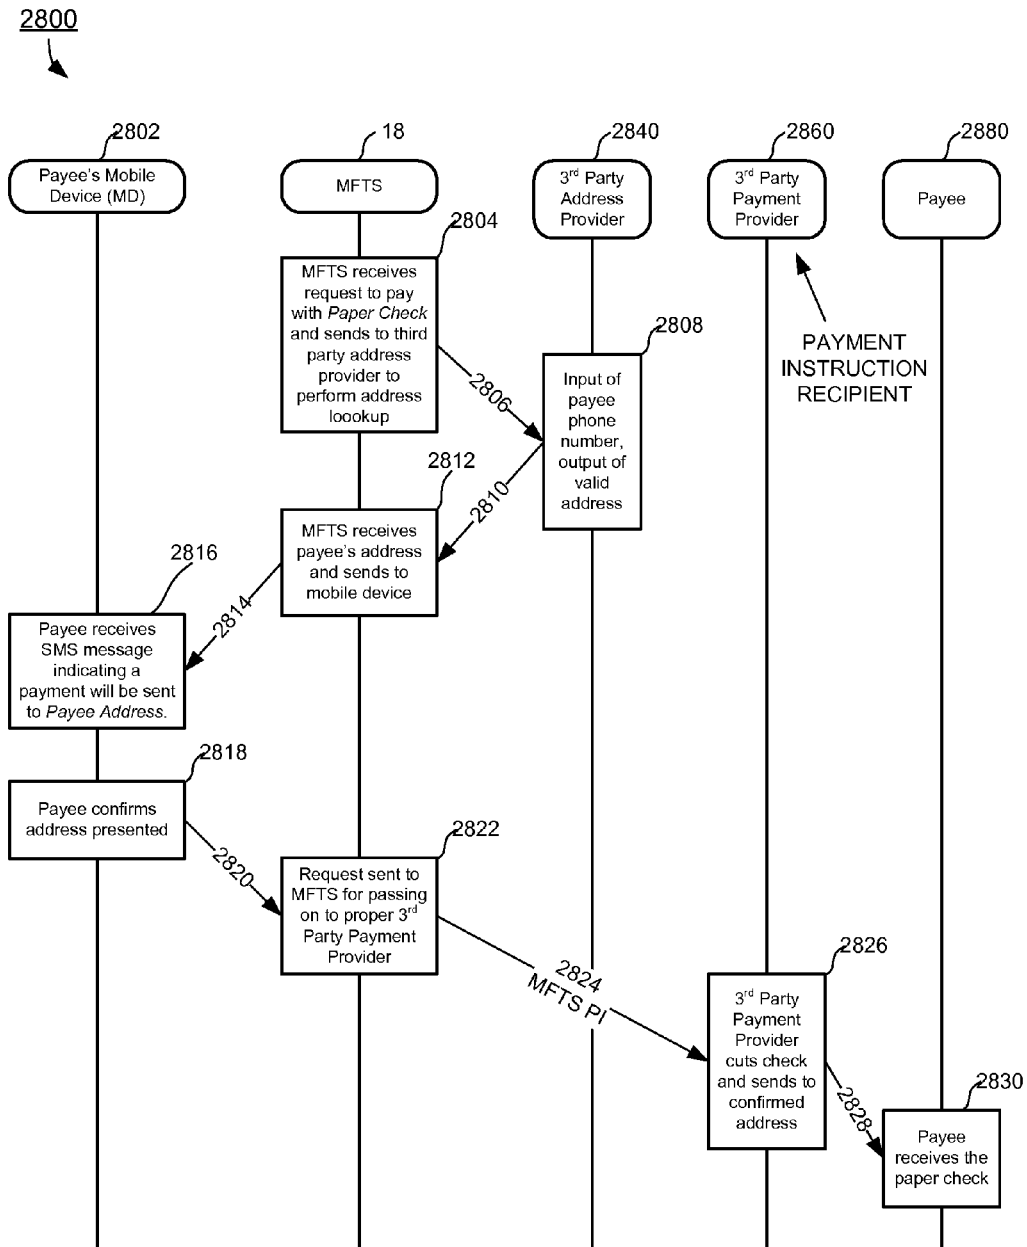 2800
2802
18
2840
2860
2880
Payee's Mobile
Device (MD)
MFTS
3rd Party
Address
Provider
3rd Party
Payment
Provider
Payee
2804
MFTS receives
request to pay
with Paper Check
and sends to third
party address
provider to
perform address
loookup
2806
2808
Input of
payee
phone
number,
output of
valid
address
PAYMENT
INSTRUCTION
RECIPIENT
2810
2812
MFTS receives
payee's address
and sends to
mobile device
2814
2816
Payee receives
SMS message
indicating a
payment will be sent
to Payee Address.
2818
Payee confirms
address presented
2820
2822
Request sent to
MFTS for passing
on to proper 3rd
Party Payment
Provider
2824
MFTS PI
2826
3rd Party
Payment
Provider
cuts check
and sends to
confirmed
address
2828
2830
Payee
receives the
paper check